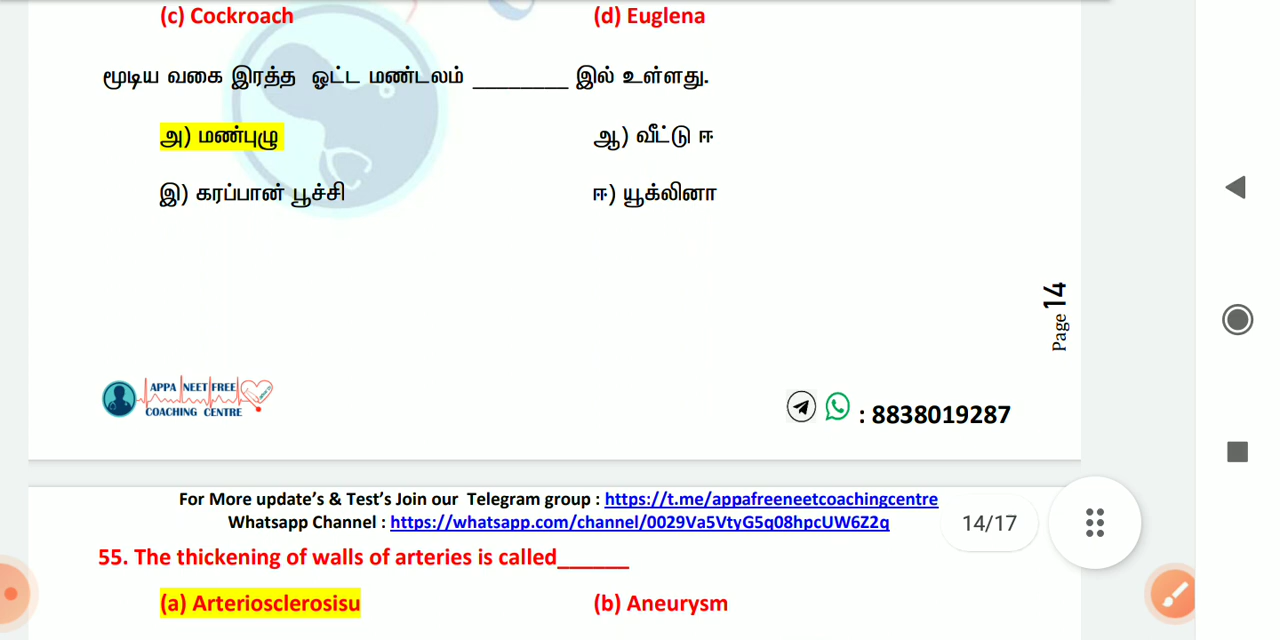 (c) Cockroach (d) Euglena
மூடிய வகை இரத்த ஓட்ட மண்டலம் ________ இல் உள்ளது.
அ) மண்புழு ஆ) வீட்டு ஈ
இ) கரப்பான் பூச்சி ஈ) யூக்லினா
Page 14
APPA NEET FREE
COACHING CENTRE
: 8838019287
For More update's & Test's Join our Telegram group : https://t.me/appafreeneetcoachingcentre
Whatsapp Channel : https://whatsapp.com/channel/0029Va5VtyG5q08hpcUW6Z2q
14/17
55. The thickening of walls of arteries is called______
(a) Arteriosclerosisu (b) Aneurysm